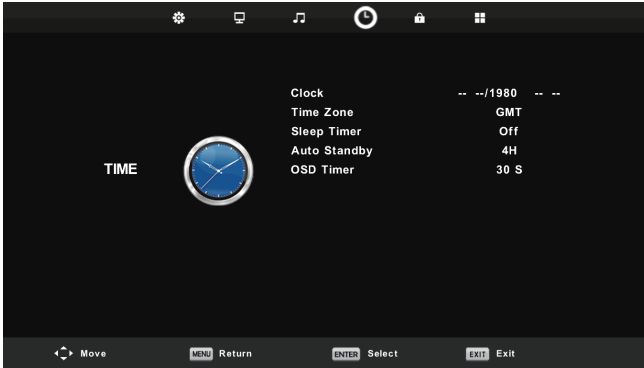 Clock -- --/1980 -- --
Time Zone GMT
Sleep Timer Off
Auto Standby 4H
TIME
OSD Timer 30 S
Move MENU Return ENTER Select EXIT Exit